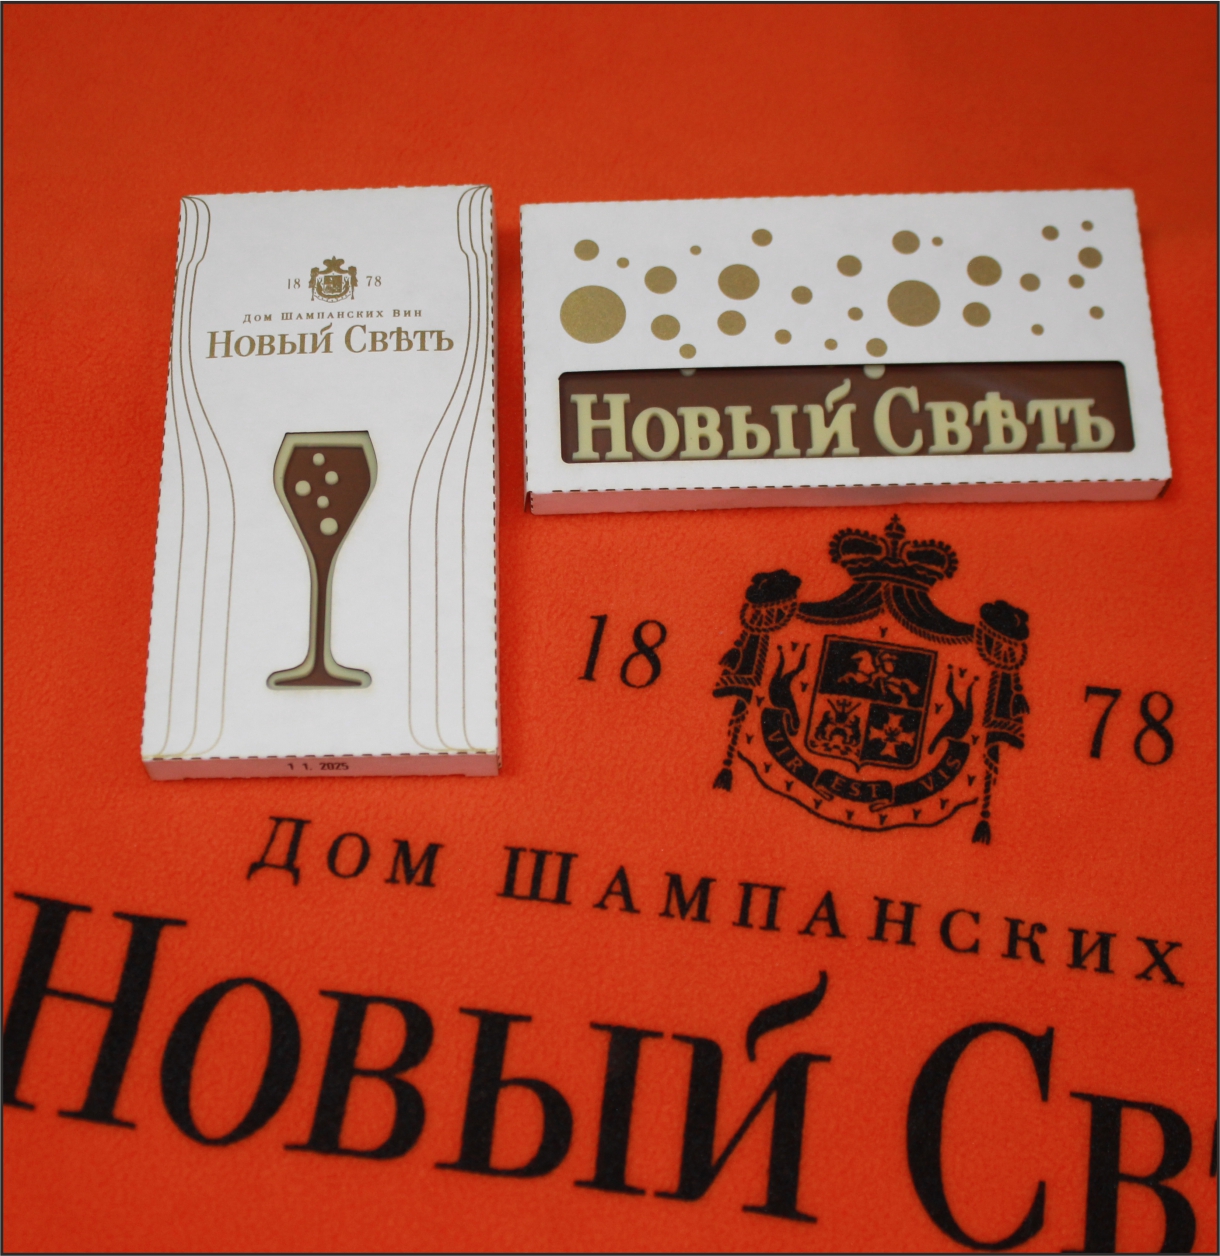 18 78
Дом Шампанских Вин
Новый Свѣтъ
1 1. 2025
Новый Свѣтъ
18 78
VIR EST VIS
Дом Шампанских
Новый Св